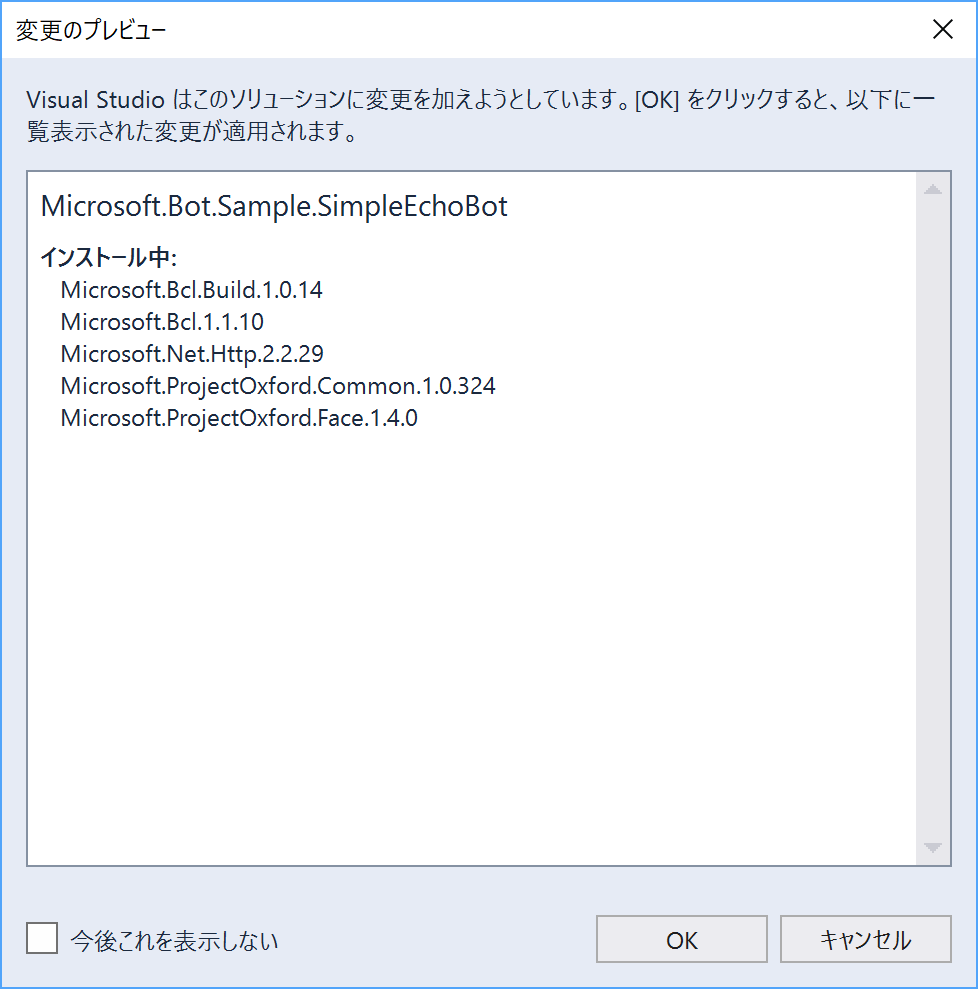 変更のプレビュー
Visual Studio はこのソリューションに変更を加えようとしています。[OK] をクリックすると、以下に一
覧表示された変更が適用されます。
Microsoft.Bot.Sample.SimpleEchoBot
インストール中:
Microsoft.Bcl.Build.1.0.14
Microsoft.Bcl.1.1.10
Microsoft.Net.Http.2.2.29
Microsoft.ProjectOxford.Common.1.0.324
Microsoft.ProjectOxford.Face.1.4.0
今後これを表示しない
OK
キャンセル